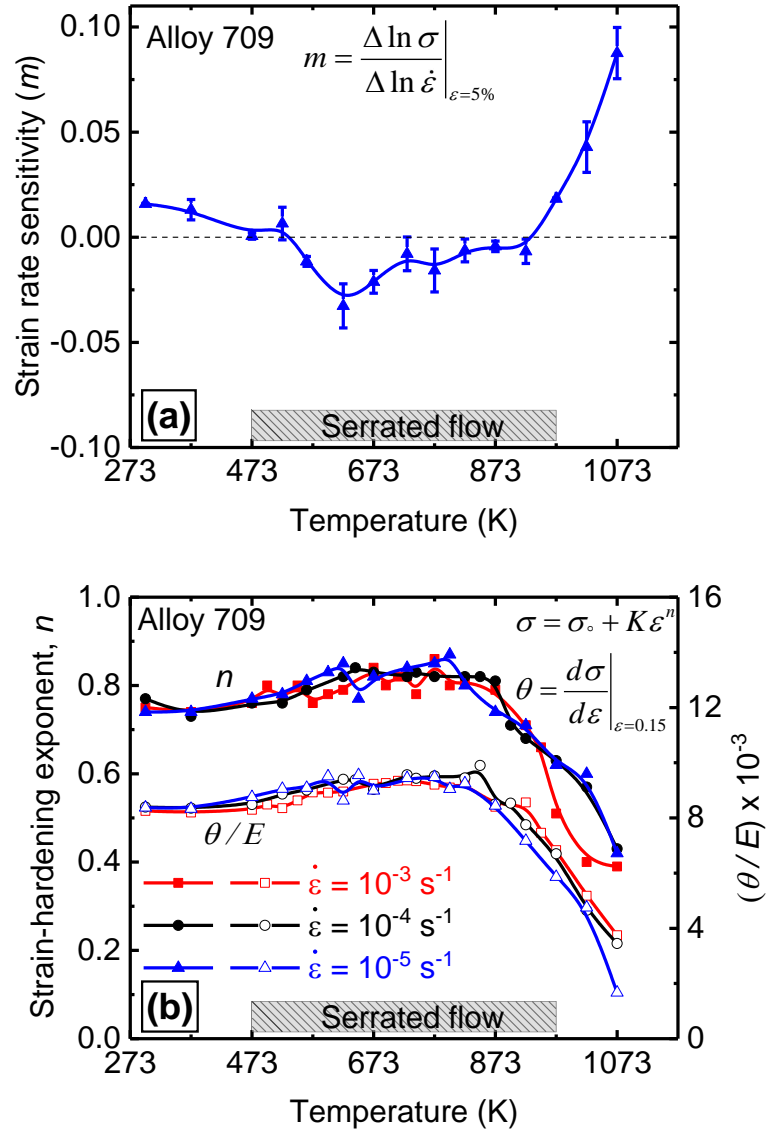 0.10
Alloy 709
m = Δ ln σ / Δ ln ε̇ |ε=5%
0.05
0.00
-0.05
-0.10
Strain rate sensitivity (m)
(a)
Serrated flow
273 473 673 873 1073
Temperature (K)
1.0
0.8
0.6
0.4
0.2
0.0
Strain-hardening exponent, n
Alloy 709
σ = σ∘ + Kε^n
n
θ = dσ / dε |ε=0.15
θ / E
ε̇ = 10^-3 s^-1
ε̇ = 10^-4 s^-1
ε̇ = 10^-5 s^-1
(b)
Serrated flow
16
12
8
4
0
(θ / E) x 10^-3
273 473 673 873 1073
Temperature (K)